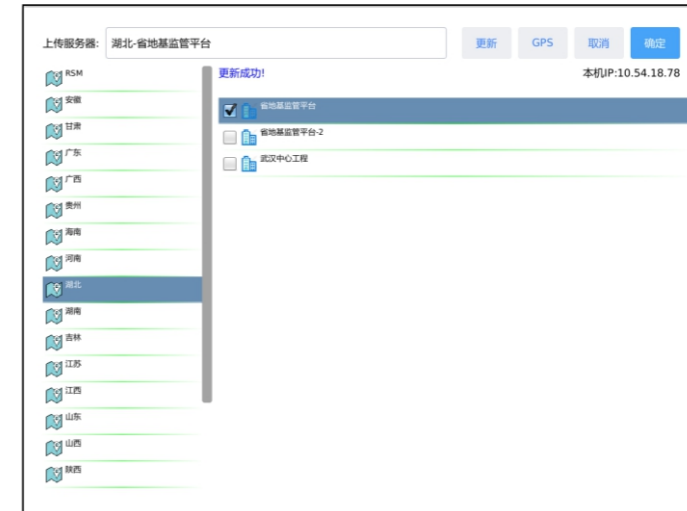 上传服务器: 湖北-省地基监管平台 更新 GPS 取消 确定
更新成功! 本机IP:10.54.18.78
RSM
安徽
甘肃
广东
广西
贵州
海南
河南
湖北
湖南
吉林
江苏
江西
山东
山西
陕西
省地基监管平台
省地基监管平台-2
武汉中心工程